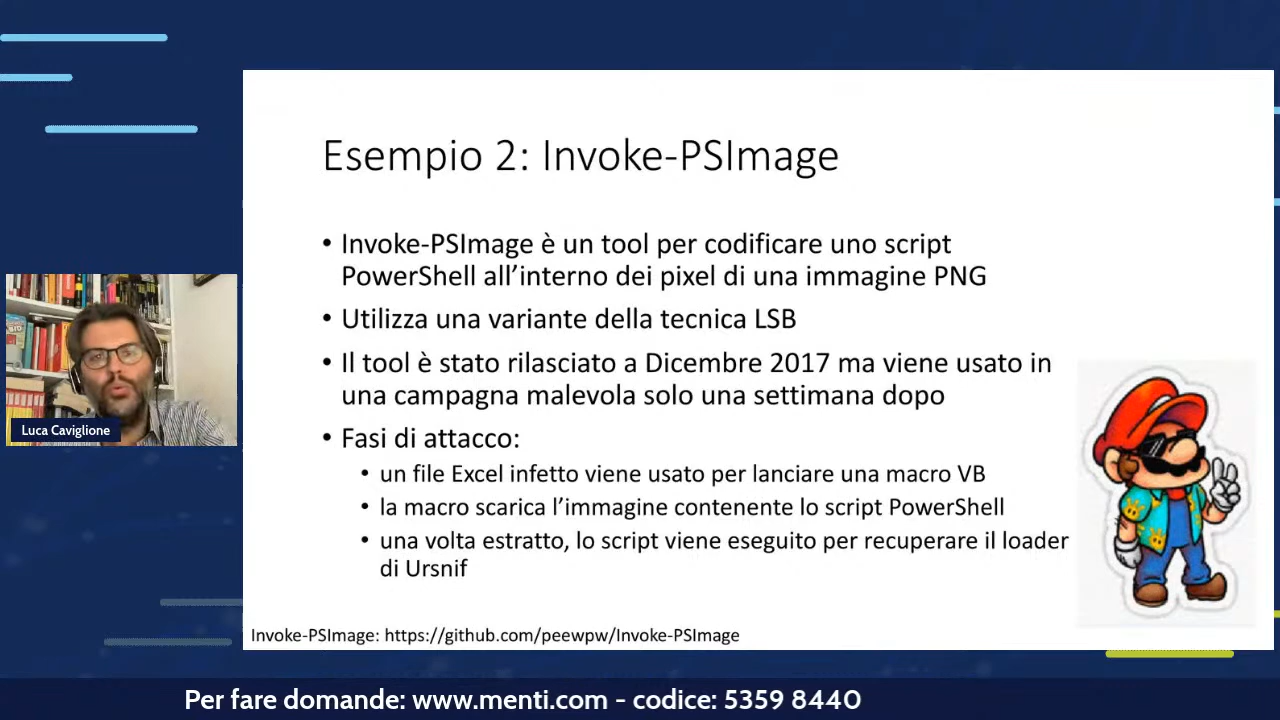 Esempio 2: Invoke-PSImage
• Invoke-PSImage è un tool per codificare uno script
PowerShell all’interno dei pixel di una immagine PNG
• Utilizza una variante della tecnica LSB
• Il tool è stato rilasciato a Dicembre 2017 ma viene usato in
una campagna malevola solo una settimana dopo
• Fasi di attacco:
• un file Excel infetto viene usato per lanciare una macro VB
• la macro scarica l’immagine contenente lo script PowerShell
• una volta estratto, lo script viene eseguito per recuperare il loader
di Ursnif
Invoke-PSImage: https://github.com/peewpw/Invoke-PSImage
Luca Caviglione
Per fare domande: www.menti.com - codice: 5359 8440